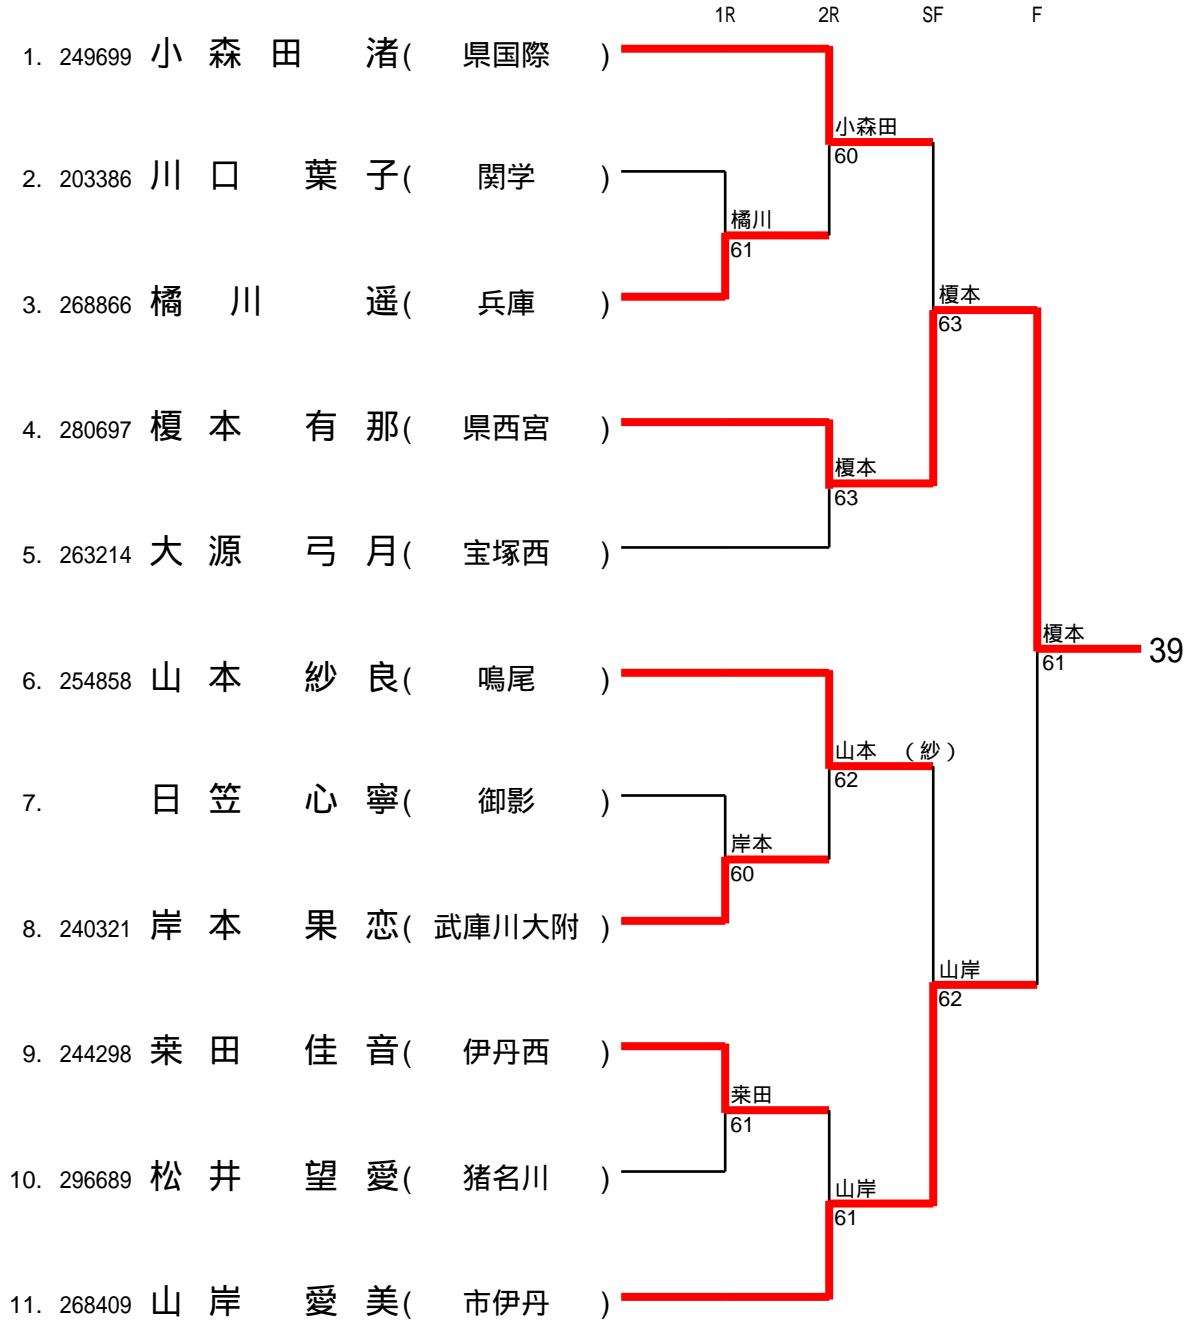 1R 2R SF F
1. 249699 小森田 渚( 県国際 )
小森田
60
2. 203386 川口 葉子( 関学 )
橘川
61
3. 268866 橘川 遥( 兵庫 )
榎本
63
4. 280697 榎本 有那( 県西宮 )
榎本
63
5. 263214 大源 弓月( 宝塚西 )
榎本
61
39
6. 254858 山本 紗良( 鳴尾 )
山本 (紗)
62
7. 日笠 心寧( 御影 )
岸本
60
8. 240321 岸本 果恋( 武庫川大附 )
山岸
62
9. 244298 桒田 佳音( 伊丹西 )
桒田
61
10. 296689 松井 望愛( 猪名川 )
山岸
61
11. 268409 山岸 愛美( 市伊丹 )